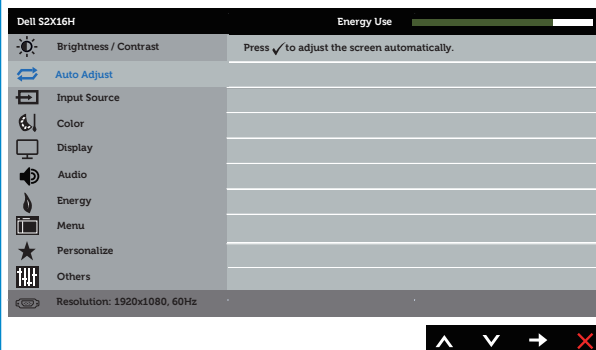 Dell S2X16H Energy Use
Brightness / Contrast Press ✓to adjust the screen automatically.
Auto Adjust
Input Source
Color
Display
Audio
Energy
Menu
Personalize
Others
Resolution: 1920x1080, 60Hz